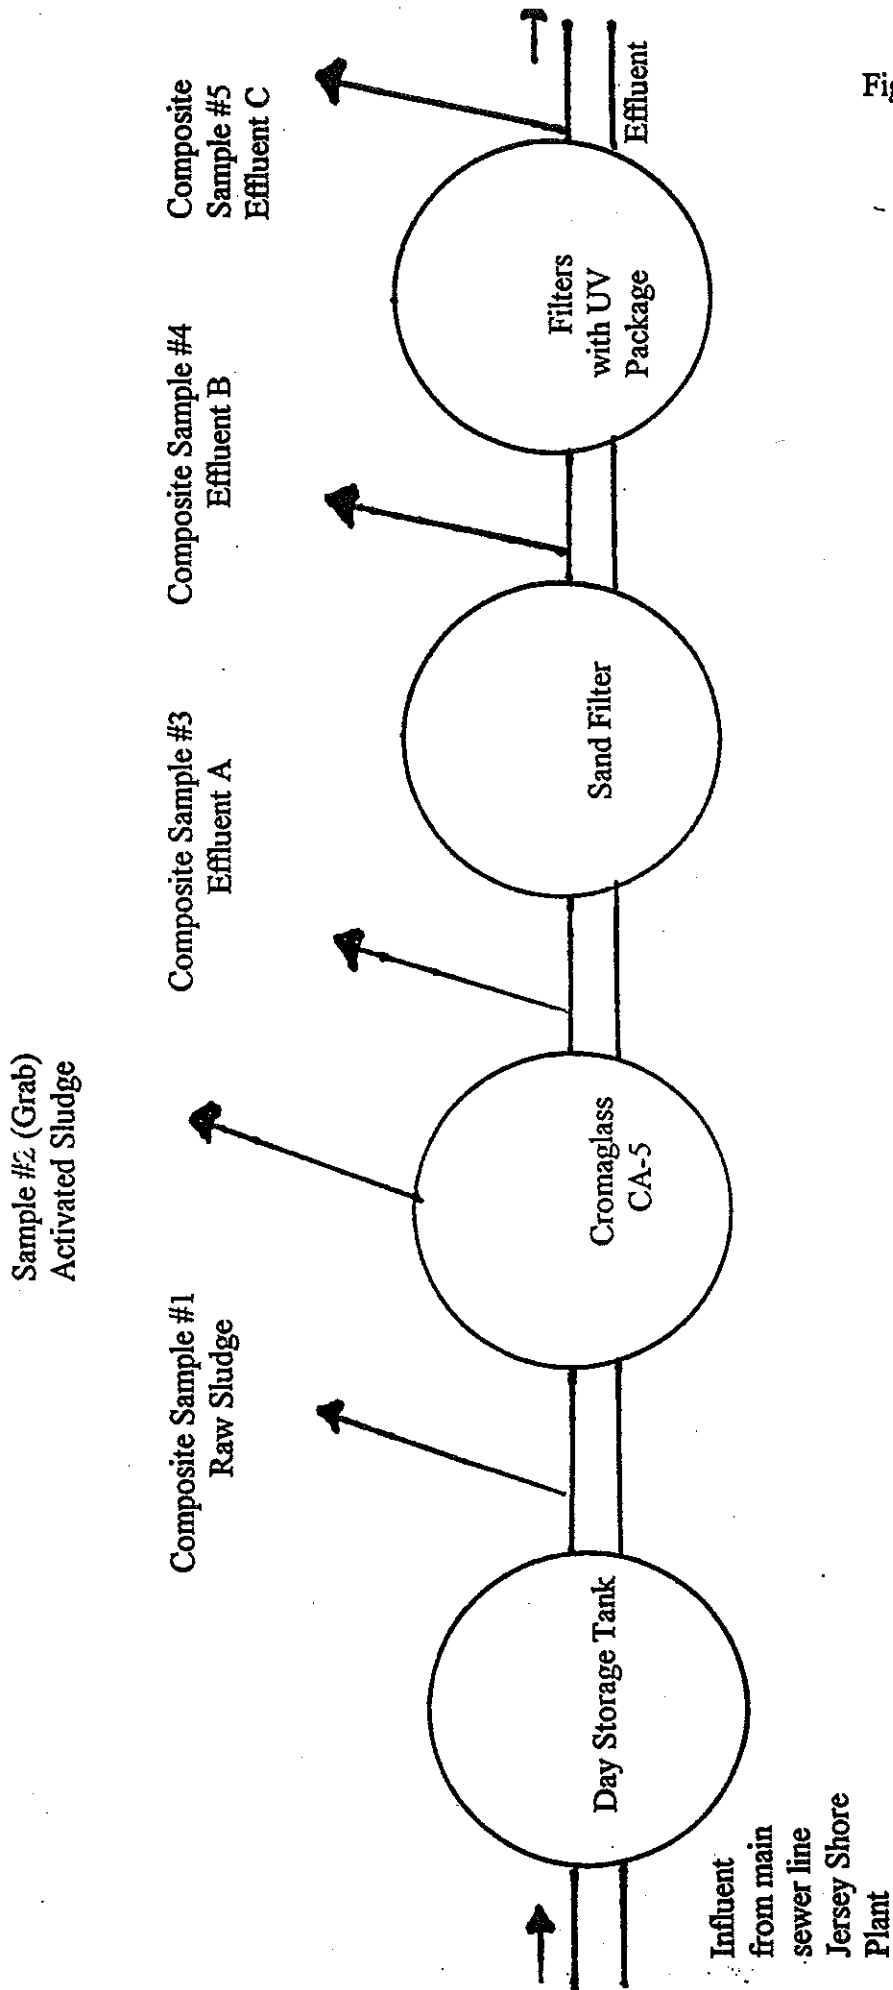 Sample #2 (Grab)
Activated Sludge
Composite Sample #1
Raw Sludge
Composite Sample #3
Effluent A
Composite Sample #4
Effluent B
Composite
Sample #5
Effluent C
Influent
from main
sewer line
Jersey Shore
Plant
Day Storage Tank
Cromaglass
CA-5
Sand Filter
Filters
with UV
Package
Effluent